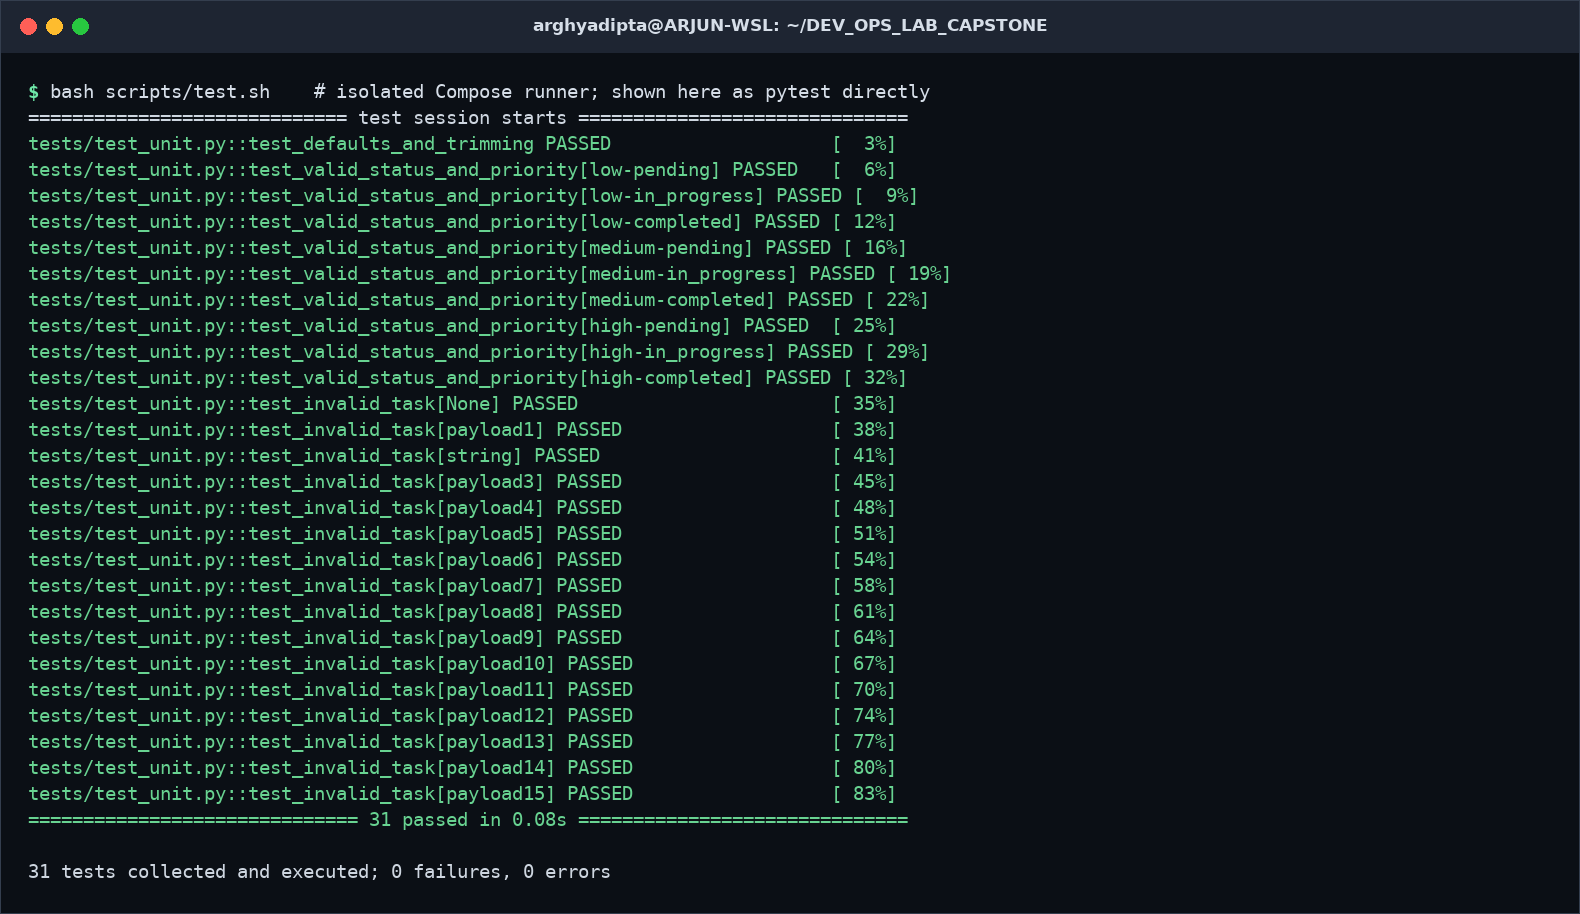 arghyadipta@ARJUN-WSL: ~/DEV_OPS_LAB_CAPSTONE
$ bash scripts/test.sh    # isolated Compose runner; shown here as pytest directly
============================= test session starts ==============================
tests/test_unit.py::test_defaults_and_trimming PASSED                    [  3%]
tests/test_unit.py::test_valid_status_and_priority[low-pending] PASSED   [  6%]
tests/test_unit.py::test_valid_status_and_priority[low-in_progress] PASSED [  9%]
tests/test_unit.py::test_valid_status_and_priority[low-completed] PASSED [ 12%]
tests/test_unit.py::test_valid_status_and_priority[medium-pending] PASSED [ 16%]
tests/test_unit.py::test_valid_status_and_priority[medium-in_progress] PASSED [ 19%]
tests/test_unit.py::test_valid_status_and_priority[medium-completed] PASSED [ 22%]
tests/test_unit.py::test_valid_status_and_priority[high-pending] PASSED  [ 25%]
tests/test_unit.py::test_valid_status_and_priority[high-in_progress] PASSED [ 29%]
tests/test_unit.py::test_valid_status_and_priority[high-completed] PASSED [ 32%]
tests/test_unit.py::test_invalid_task[None] PASSED                       [ 35%]
tests/test_unit.py::test_invalid_task[payload1] PASSED                   [ 38%]
tests/test_unit.py::test_invalid_task[string] PASSED                     [ 41%]
tests/test_unit.py::test_invalid_task[payload3] PASSED                   [ 45%]
tests/test_unit.py::test_invalid_task[payload4] PASSED                   [ 48%]
tests/test_unit.py::test_invalid_task[payload5] PASSED                   [ 51%]
tests/test_unit.py::test_invalid_task[payload6] PASSED                   [ 54%]
tests/test_unit.py::test_invalid_task[payload7] PASSED                   [ 58%]
tests/test_unit.py::test_invalid_task[payload8] PASSED                   [ 61%]
tests/test_unit.py::test_invalid_task[payload9] PASSED                   [ 64%]
tests/test_unit.py::test_invalid_task[payload10] PASSED                  [ 67%]
tests/test_unit.py::test_invalid_task[payload11] PASSED                  [ 70%]
tests/test_unit.py::test_invalid_task[payload12] PASSED                  [ 74%]
tests/test_unit.py::test_invalid_task[payload13] PASSED                  [ 77%]
tests/test_unit.py::test_invalid_task[payload14] PASSED                  [ 80%]
tests/test_unit.py::test_invalid_task[payload15] PASSED                  [ 83%]
============================== 31 passed in 0.08s ==============================
31 tests collected and executed; 0 failures, 0 errors